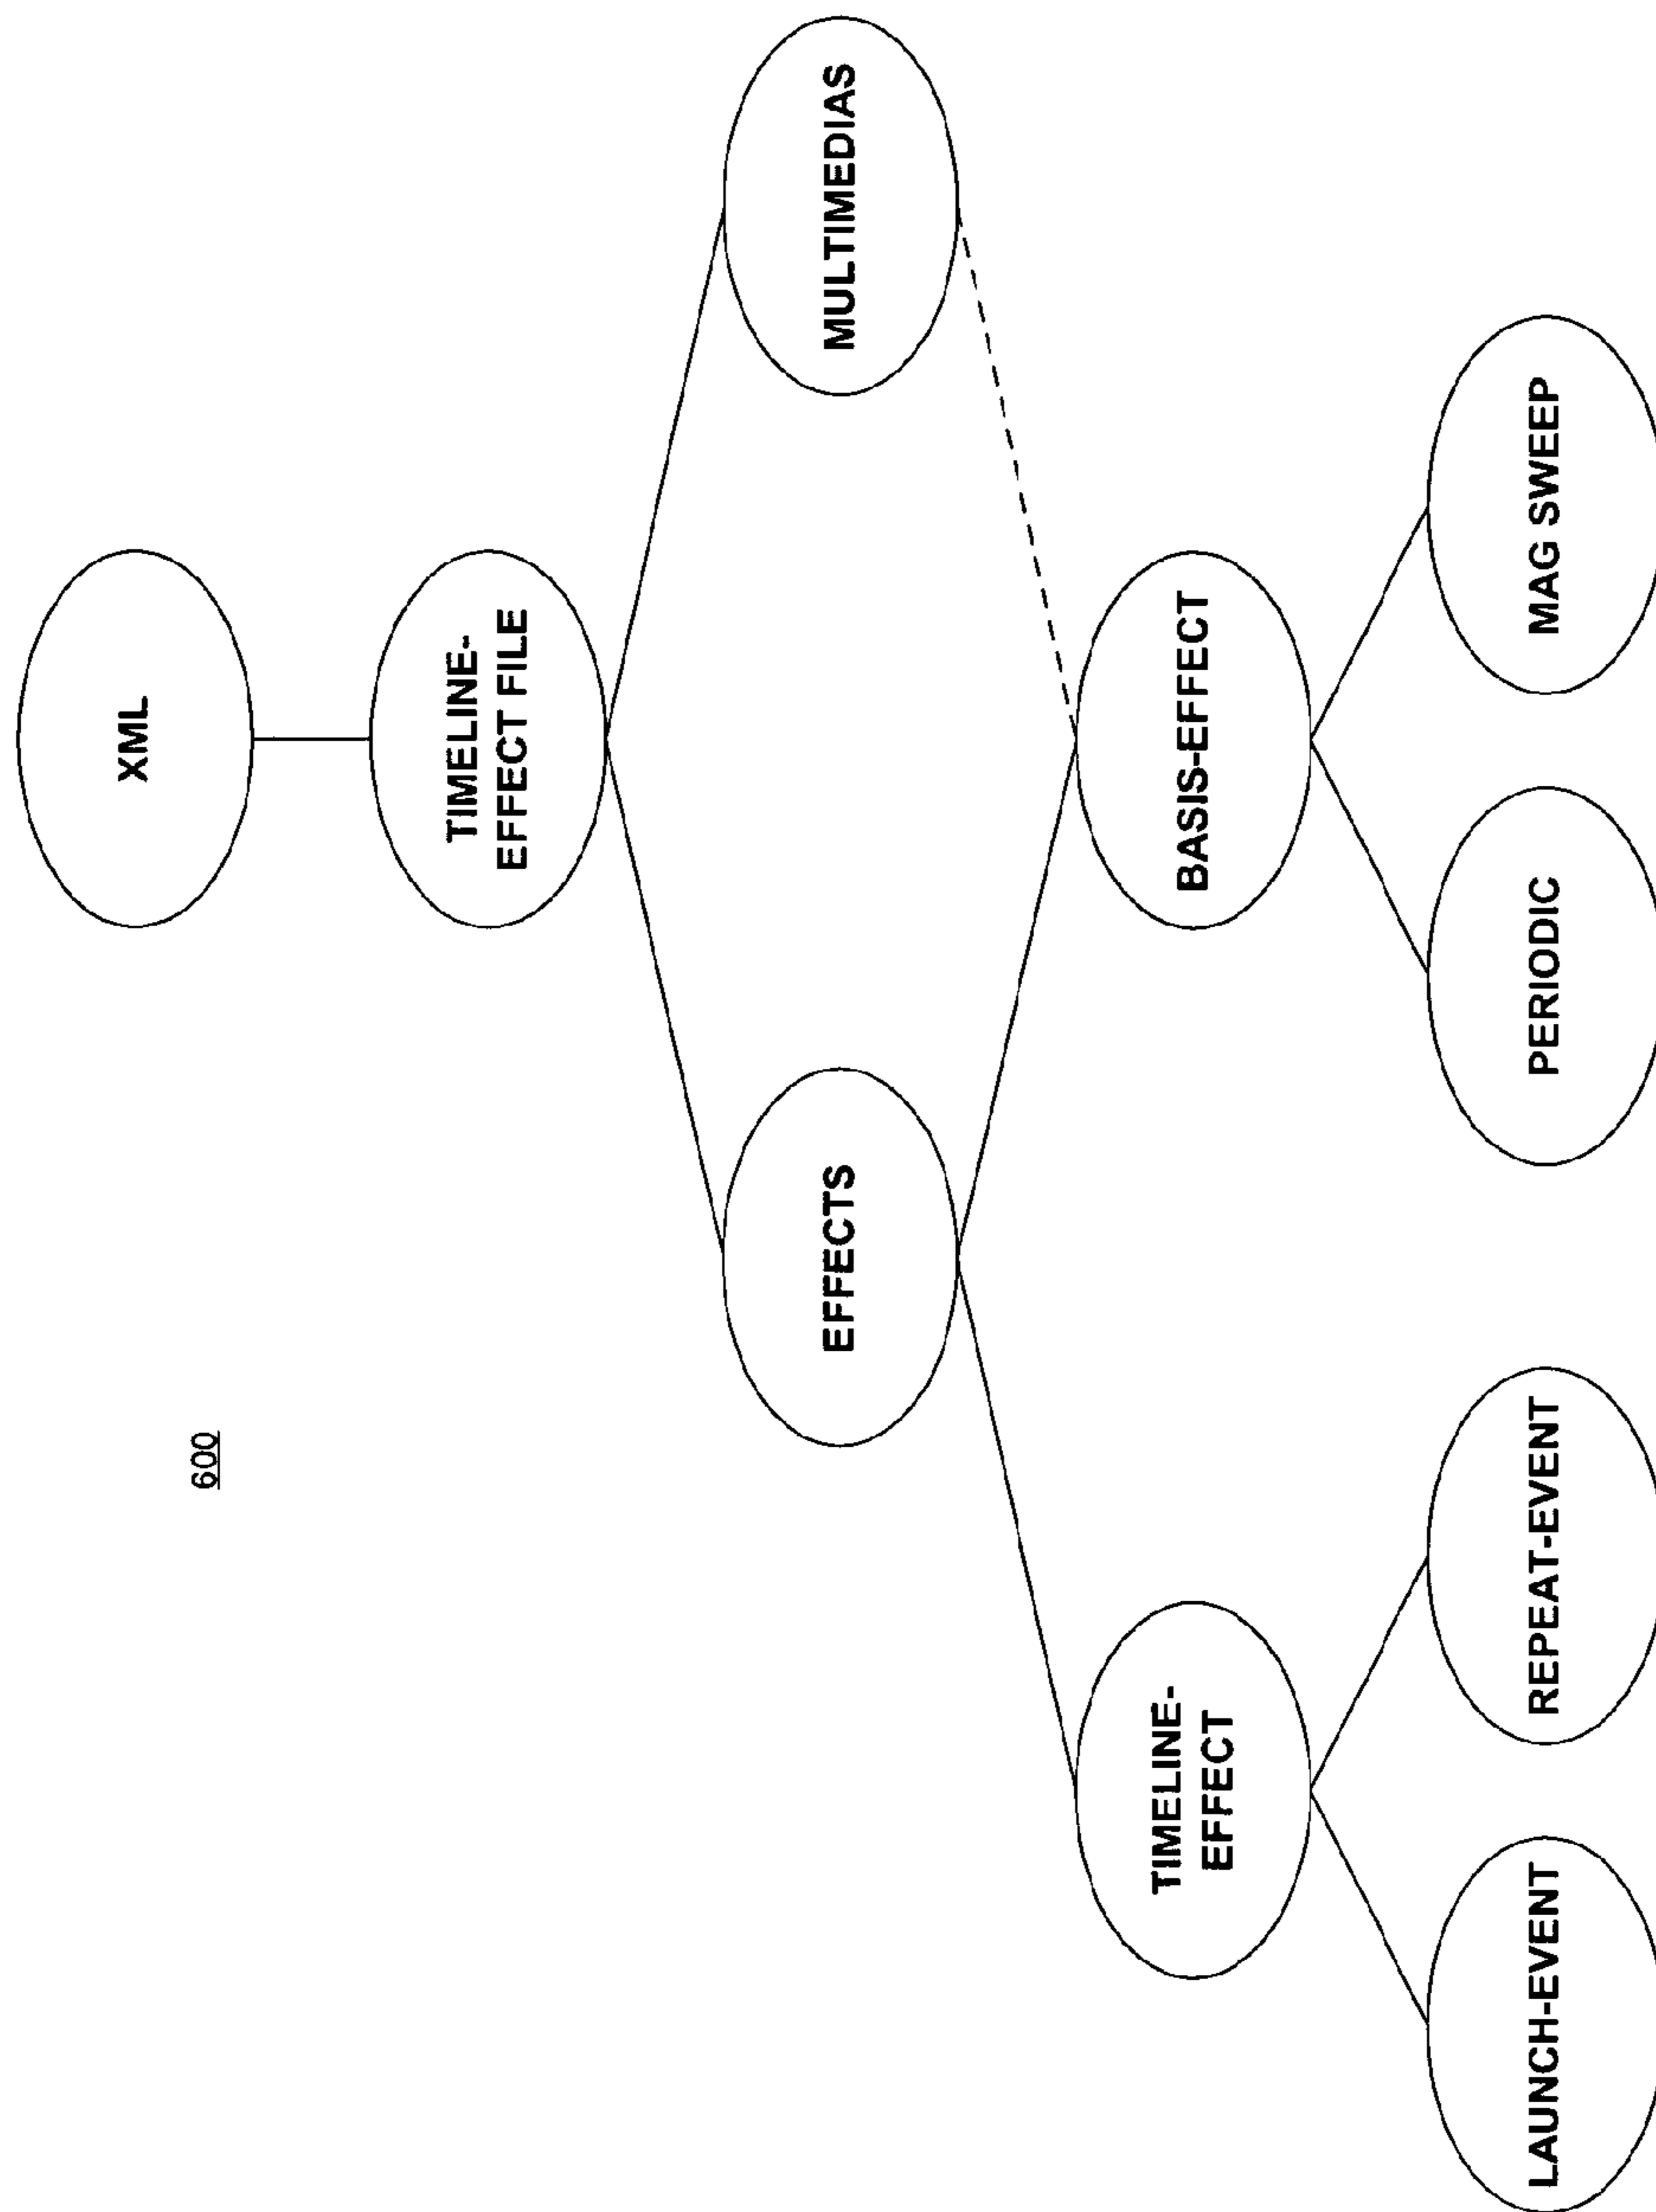 600
XML
TIMELINE-
EFFECT FILE
EFFECTS
MULTIMEDIAS
TIMELINE-
EFFECT
BASIS-EFFECT
LAUNCH-EVENT
REPEAT-EVENT
PERIODIC
MAG SWEEP